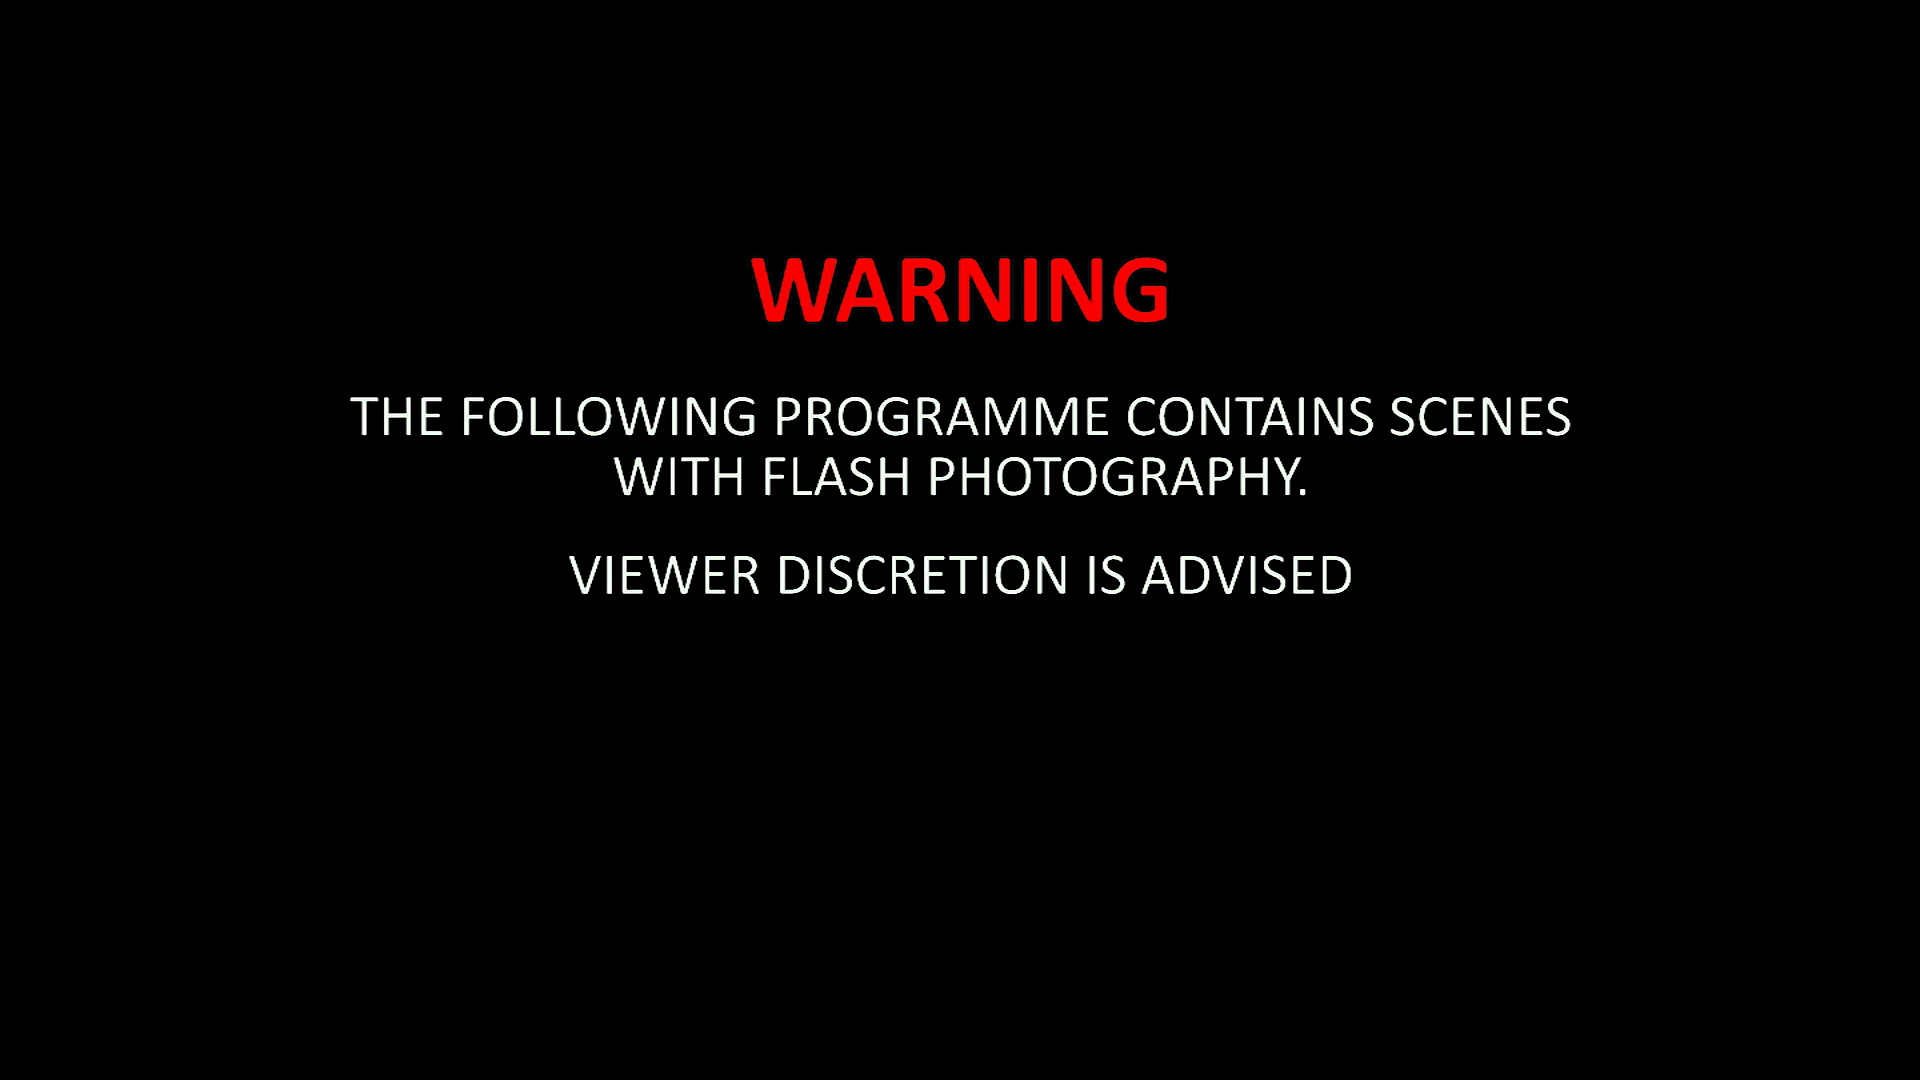 WARNING
THE FOLLOWING PROGRAMME CONTAINS SCENES
WITH FLASH PHOTOGRAPHY.
VIEWER DISCRETION IS ADVISED